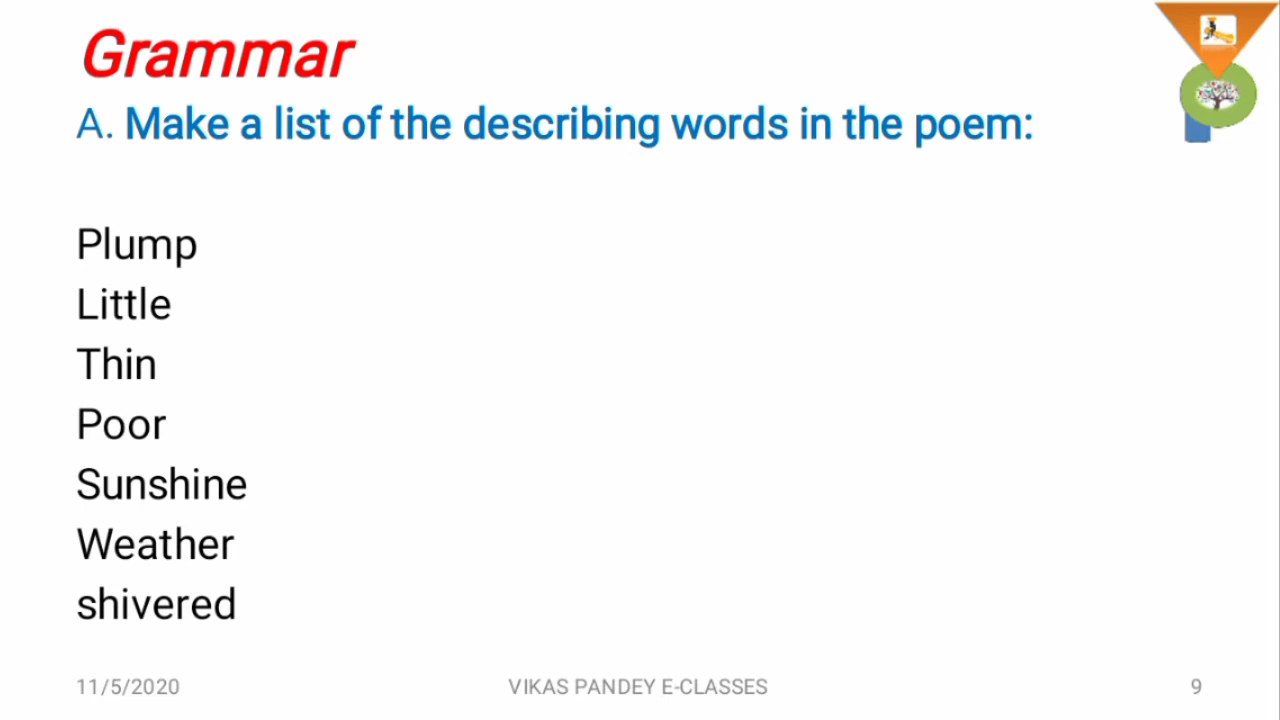 Grammar
A. Make a list of the describing words in the poem:
Plump
Little
Thin
Poor
Sunshine
Weather
shivered
11/5/2020 VIKAS PANDEY E-CLASSES 9